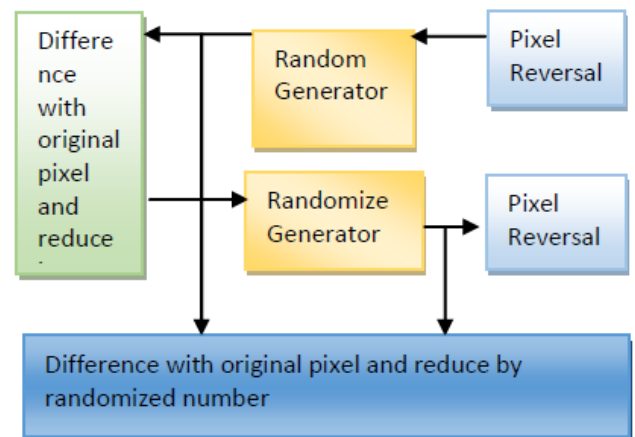 Differe
nce
with
original
pixel
and
reduce
Random
Generator
Pixel
Reversal
Randomize
Generator
Pixel
Reversal
Difference with original pixel and reduce by
randomized number